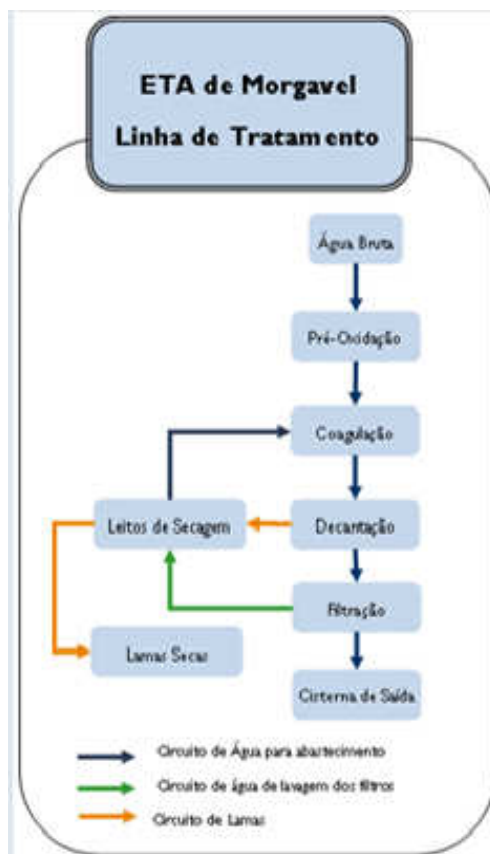 ETA de Morgavel
Linha de Tratamento
Água Bruta
Pré-Oxidação
Coagulação
Leitos de Secagem
Decantação
Filtração
Lamas Secas
Cisterna de Saída
Circuito de Água para abastecimento
Circuito de água de lavagem dos filtros
Circuito de Lamas